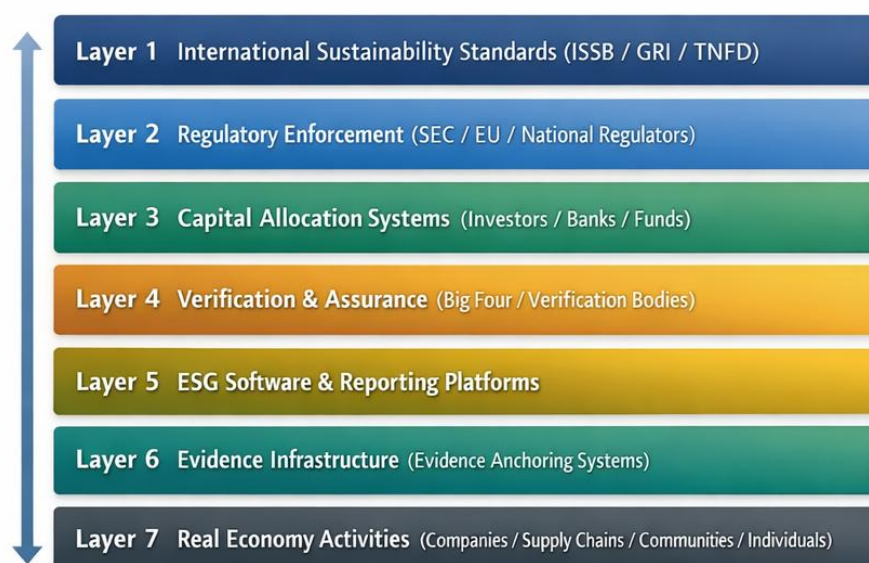 Layer 1 International Sustainability Standards (ISSB / GRI / TNFD)
Layer 2 Regulatory Enforcement (SEC / EU / National Regulators)
Layer 3 Capital Allocation Systems (Investors / Banks / Funds)
Layer 4 Verification & Assurance (Big Four / Verification Bodies)
Layer 5 ESG Software & Reporting Platforms
Layer 6 Evidence Infrastructure (Evidence Anchoring Systems)
Layer 7 Real Economy Activities (Companies / Supply Chains / Communities / Individuals)